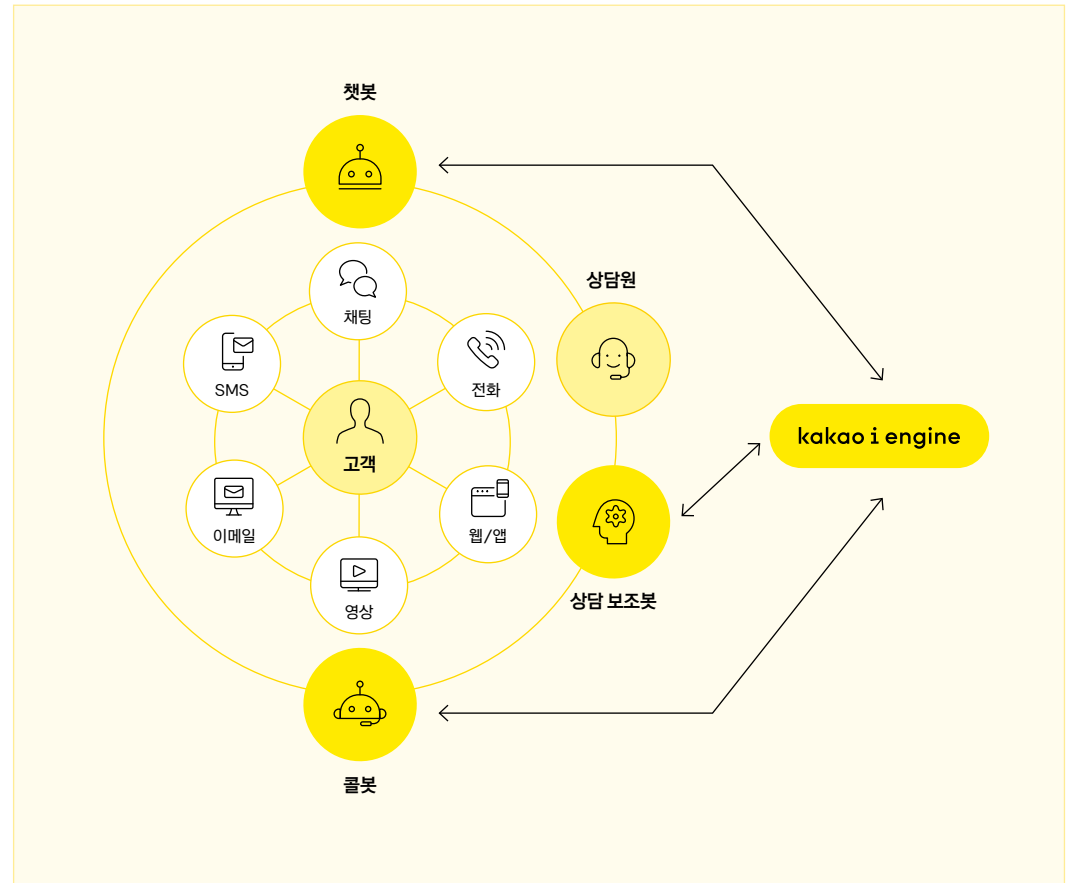 챗봇
채팅
상담원
SMS
전화
고객
kakao i engine
이메일
웹/앱
영상
상담 보조봇
콜봇